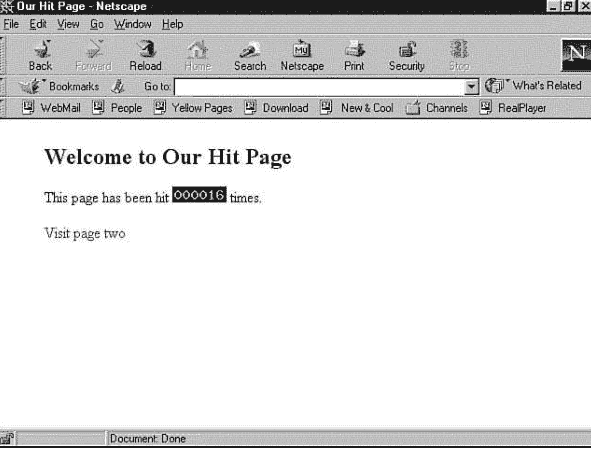 Our Hit Page - Netscape
File Edit View Go Window Help
Back Forward Reload Home Search Netscape Print Security Stop
My
N
Bookmarks Go to: What's Related
WebMail People Yellow Pages Download New & Cool Channels RealPlayer
Welcome to Our Hit Page
This page has been hit 000016 times.
Visit page two
Document: Done